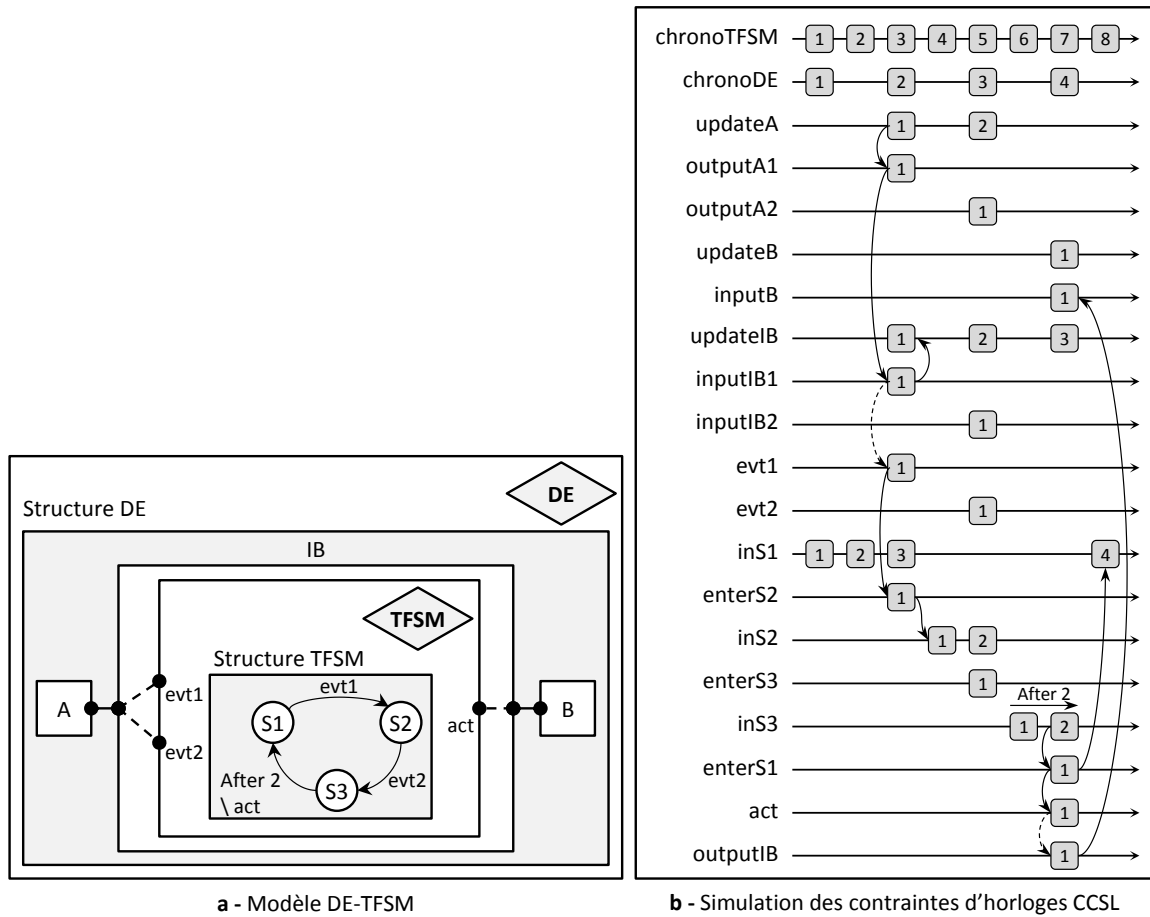 DE
Structure DE
IB
TFSM
Structure TFSM
evt1
evt1
A
S1
S2
act
B
evt2
After 2
S3
evt2
\ act
a - Modèle DE-TFSM
chronoTFSM 1 2 3 4 5 6 7 8
chronoDE 1 2 3 4
updateA 1 2
outputA1 1
outputA2 1
updateB 1
inputB 1
updateIB 1 2 3
inputIB1 1
inputIB2 1
evt1 1
evt2 1
inS1 1 2 3 4
enterS2 1
inS2 1 2
enterS3 1
After 2
inS3 1 2
enterS1 1
act 1
outputIB 1
b - Simulation des contraintes d’horloges CCSL